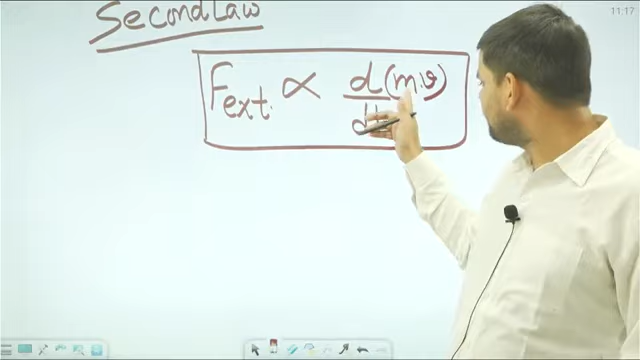 11:17
Second Law
Fext. ∝ d(mv)
dt